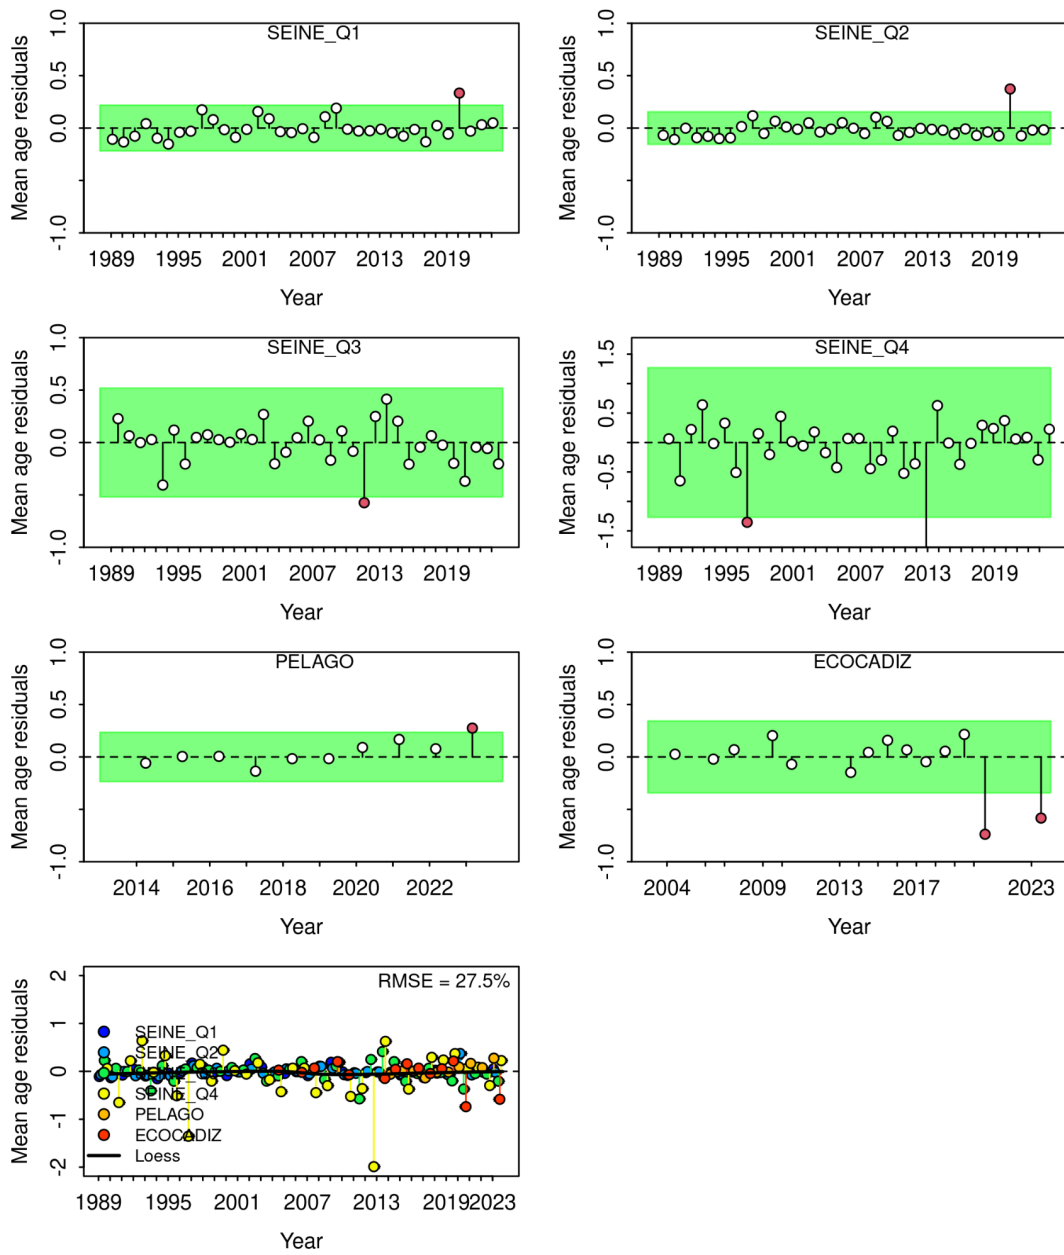 SEINE_Q1
Mean age residuals
1.0
0.5
0.0
-1.0
1989 1995 2001 2007 2013 2019
Year
SEINE_Q2
Mean age residuals
1.0
0.5
0.0
-1.0
1989 1995 2001 2007 2013 2019
Year
SEINE_Q3
Mean age residuals
1.0
0.5
0.0
-1.0
1989 1995 2001 2007 2013 2019
Year
SEINE_Q4
Mean age residuals
1.5
0.5
-0.5
-1.5
1989 1995 2001 2007 2013 2019
Year
PELAGO
Mean age residuals
1.0
0.5
0.0
-1.0
2014 2016 2018 2020 2022
Year
ECOCADIZ
Mean age residuals
1.0
0.5
0.0
-1.0
2004 2009 2013 2017 2023
Year
Mean age residuals
2
1
0
-1
-2
RMSE = 27.5%
SEINE_Q1
SEINE_Q2
SEINE_Q4
PELAGO
ECOCADIZ
Loess
1989 1995 2001 2007 2013 2019 2023
Year